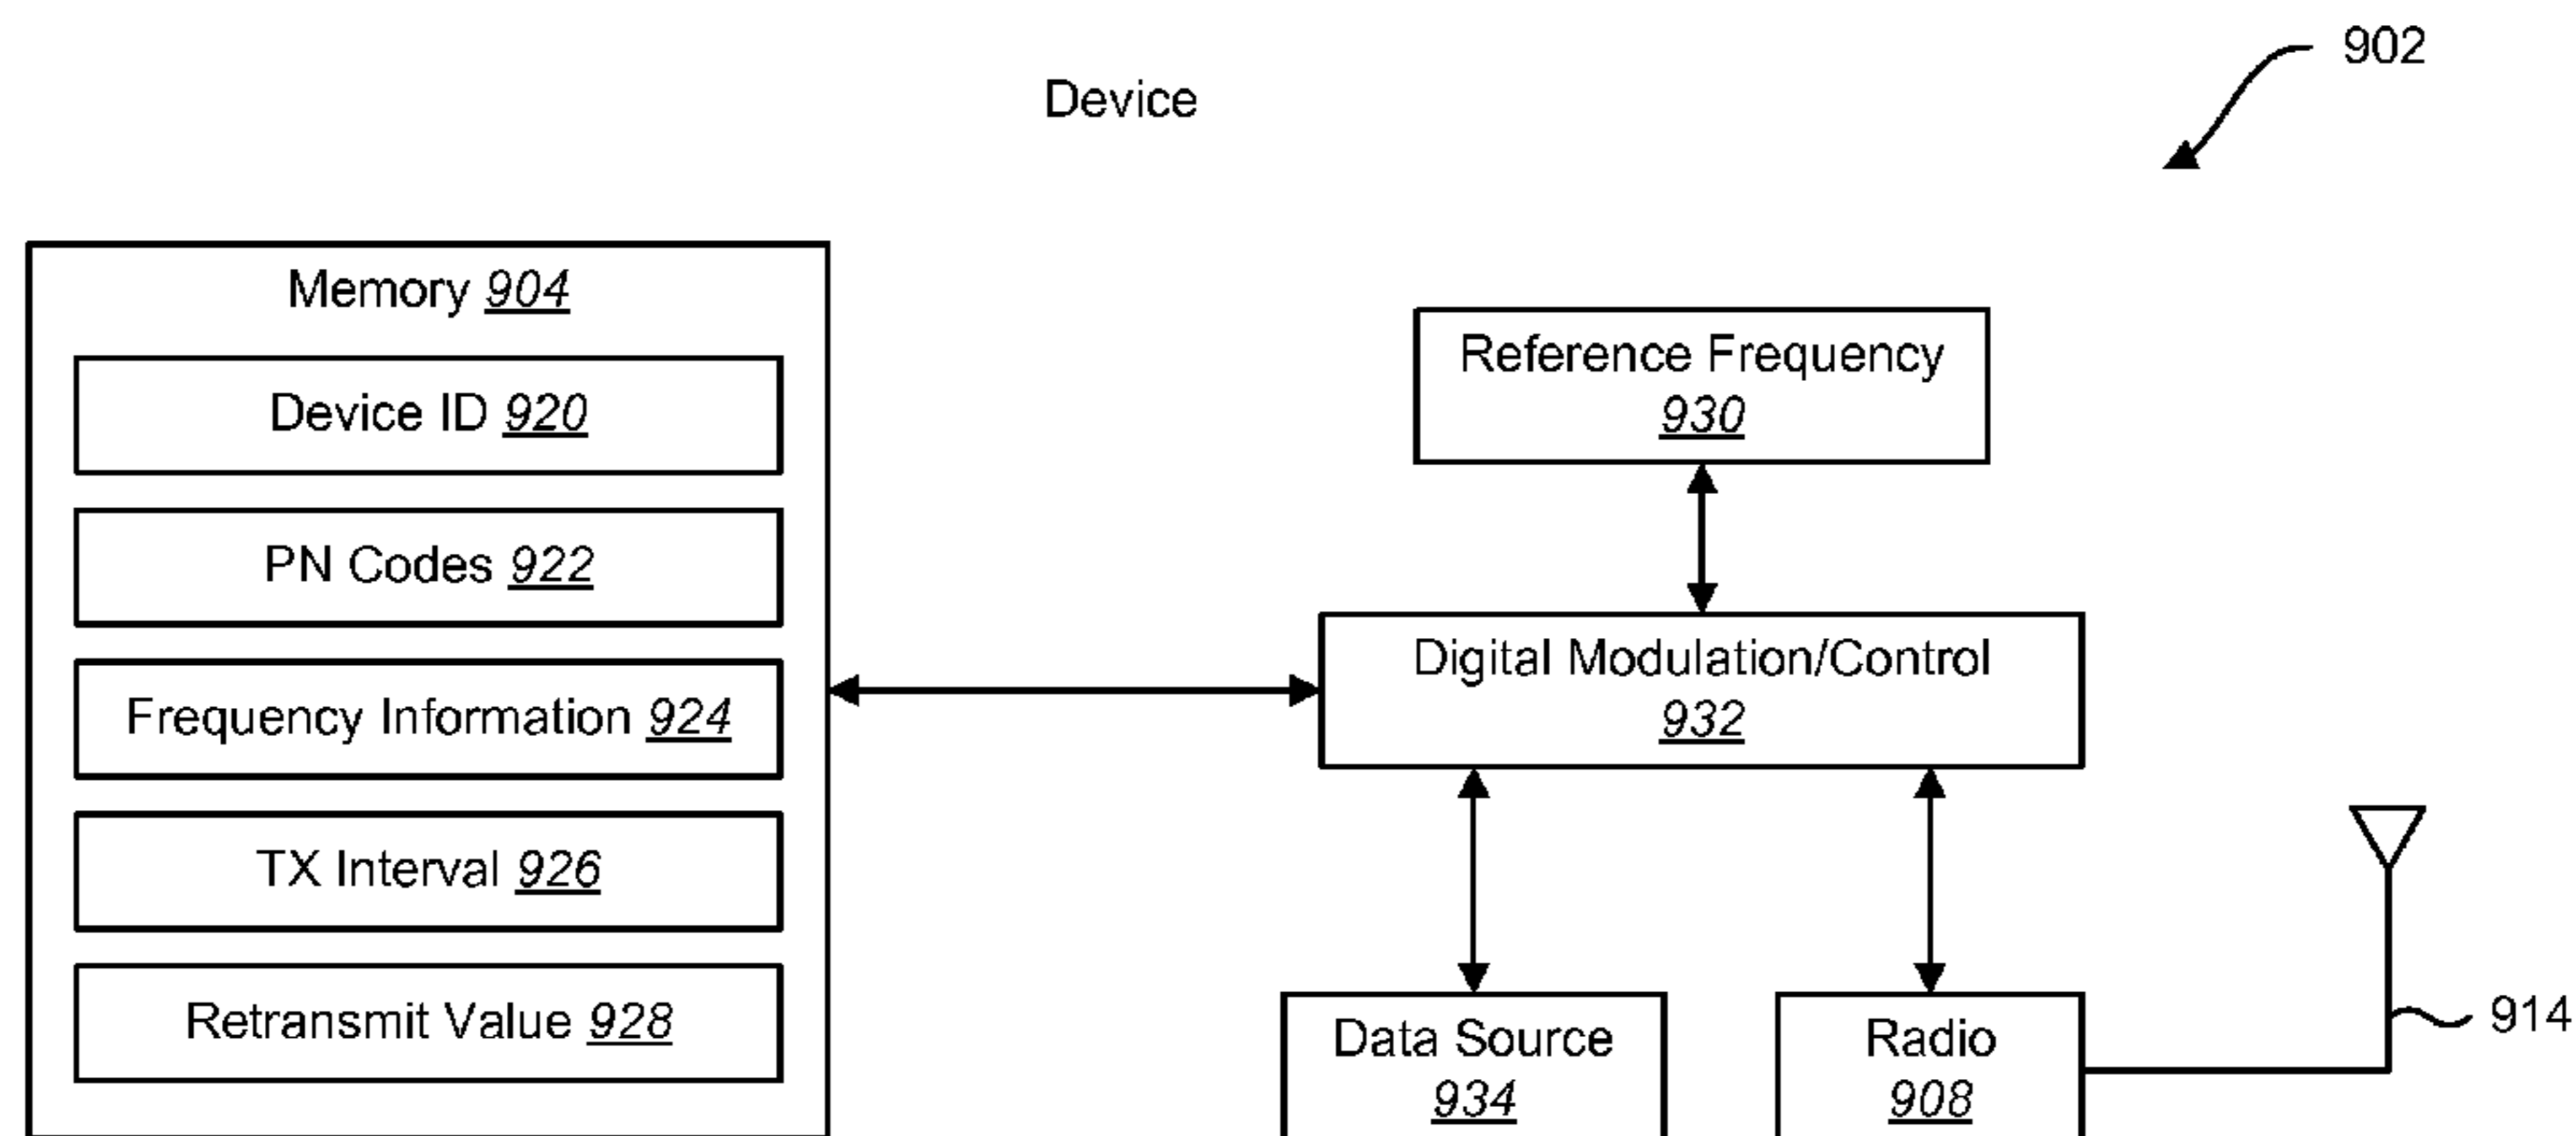 902
Device
Memory 904
Device ID 920
PN Codes 922
Frequency Information 924
TX Interval 926
Retransmit Value 928
Reference Frequency
930
Digital Modulation/Control
932
Data Source
934
Radio
908
914